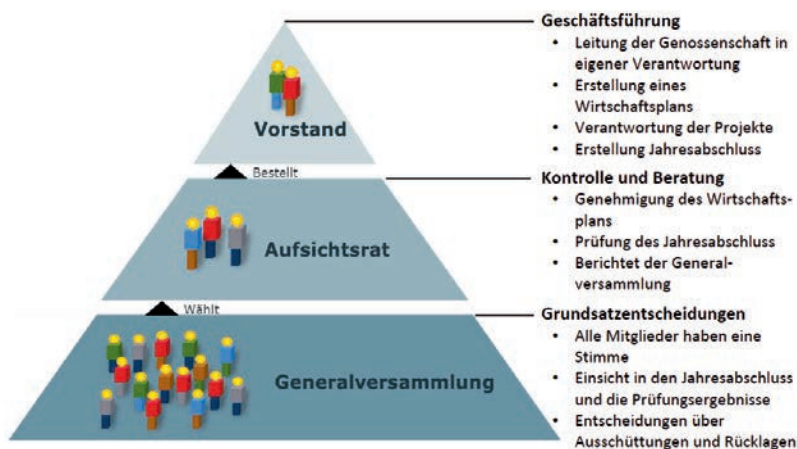 Geschäftsführung
• Leitung der Genossenschaft in
eigener Verantwortung
• Erstellung eines
Wirtschaftsplans
• Verantwortung der Projekte
• Erstellung Jahresabschluss
Vorstand
Bestellt
Kontrolle und Beratung
• Genehmigung des Wirtschafts-
plans
• Prüfung des Jahresabschluss
• Berichtet der General-
versammlung
Aufsichtsrat
Wählt
Grundsatzentscheidungen
• Alle Mitglieder haben eine
Stimme
• Einsicht in den Jahresabschluss
und die Prüfungsergebnisse
• Entscheidungen über
Ausschüttungen und Rücklagen
Generalversammlung